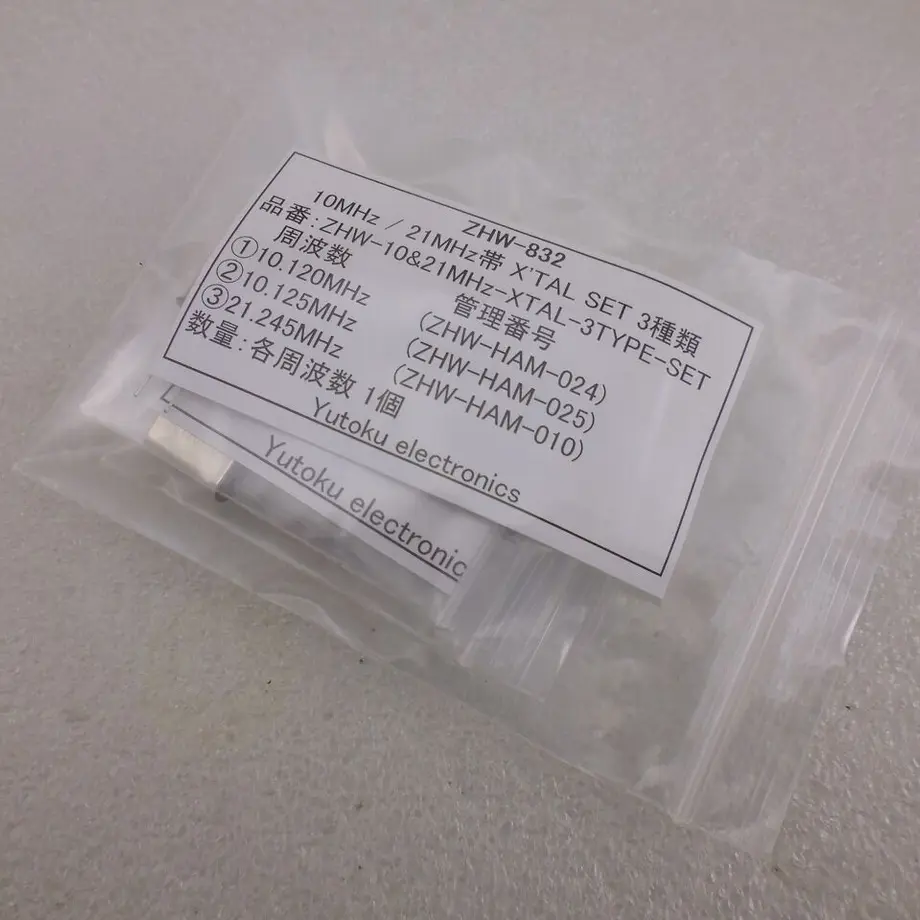 ZHW-832
10MHz / 21MHz帯 X'TAL SET 3種類
品番:ZHW-10&21MHz-XTAL-3TYPE-SET
周波数 管理番号
①10.120MHz (ZHW-HAM-024)
②10.125MHz (ZHW-HAM-025)
③21.245MHz (ZHW-HAM-010)
数量:各周波数 1個
Yutoku electronics
Yutoku electronic